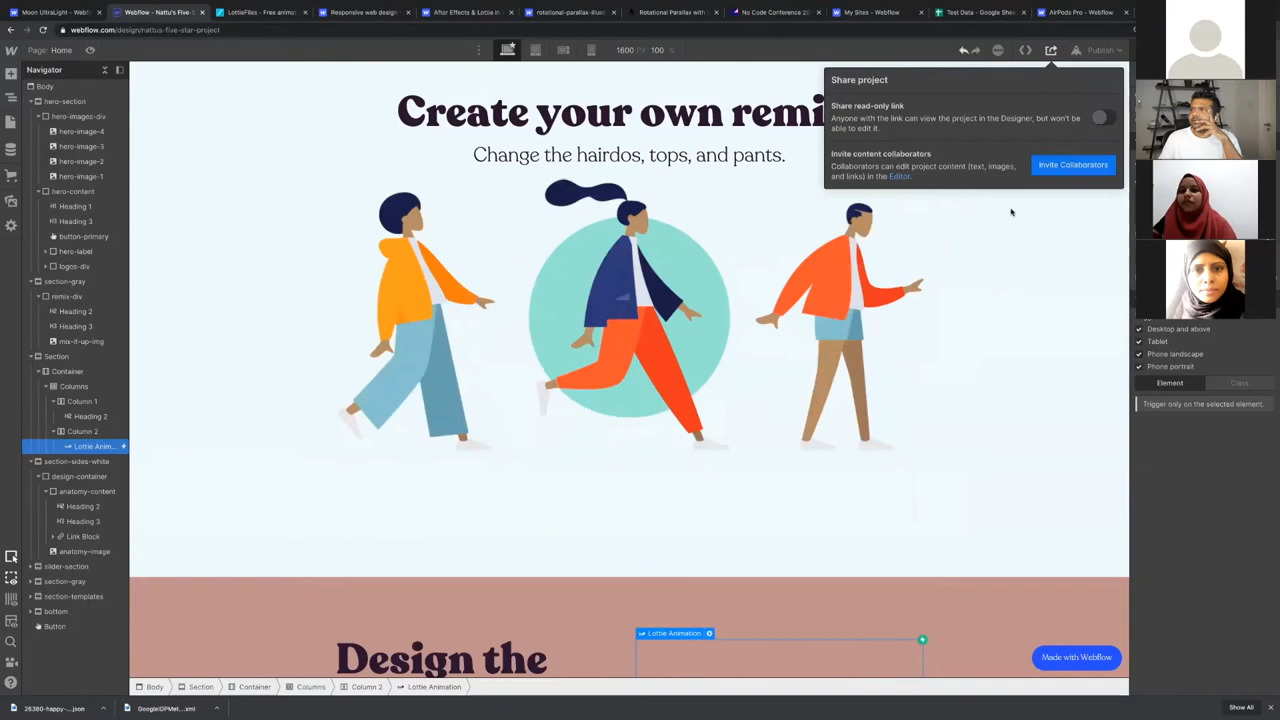 Moon UltraLight - Webfl...
Webflow - Nattu's Five-S...
LottieFiles - Free anima...
Responsive web design
After Effects & Lottie in
rotational-parallax-illust...
Rotational Parallax with
No Code Conference 20
My Sites - Webflow
Test Data - Google Shee
AirPods Pro - Webflow
webflow.com/design/nattus-five-star-project
Page: Home
1600 PX 100 %
Publish
Navigator
Body
hero-section
hero-images-div
hero-image-4
hero-image-3
hero-image-2
hero-image-1
hero-content
H1 Heading 1
H3 Heading 3
button-primary
hero-label
logos-div
section-gray
remix-div
H2 Heading 2
H3 Heading 3
mix-it-up-img
Section
Container
Columns
Column 1
H2 Heading 2
Column 2
Lottie Anim...
section-sides-white
design-container
anatomy-content
H2 Heading 2
H3 Heading 3
Link Block
anatomy-image
slider-section
section-gray
section-templates
bottom
Button
Create your own remi
Change the hairdos, tops, and pants.
Share project
Share read-only link
Anyone with the link can view the project in the Designer, but won't be
able to edit it.
Invite content collaborators
Collaborators can edit project content (text, images,
and links) in the Editor.
Invite Collaborators
Desktop and above
Tablet
Phone landscape
Phone portrait
Element
Class
Trigger only on the selected element.
Lottie Animation
Design the
Made with Webflow
Body
Section
Container
Columns
Column 2
Lottie Animation
26380-happy-....json
GoogleIDPMet....xml
Show All